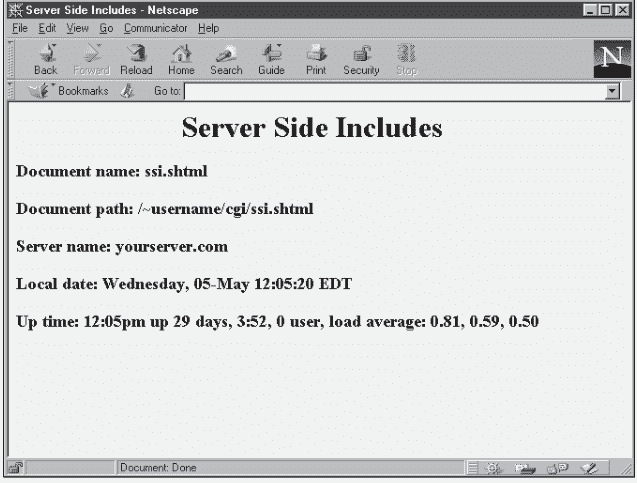 Server Side Includes - Netscape
File Edit View Go Communicator Help
Back Forward Reload Home Search Guide Print Security Stop
N
Bookmarks Go to:
Server Side Includes
Document name: ssi.shtml
Document path: /~username/cgi/ssi.shtml
Server name: yourserver.com
Local date: Wednesday, 05-May 12:05:20 EDT
Up time: 12:05pm up 29 days, 3:52, 0 user, load average: 0.81, 0.59, 0.50
Document: Done